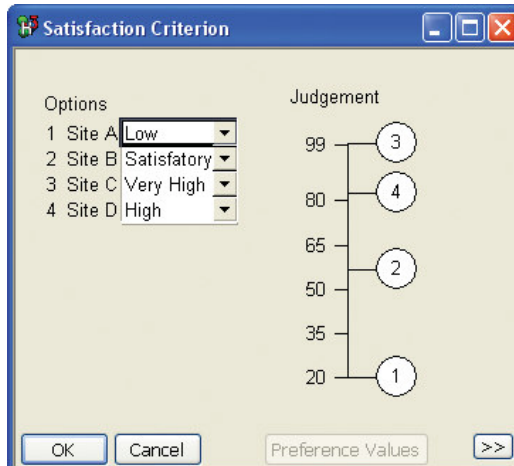 Satisfaction Criterion
Options
1 Site A Low
2 Site B Satisfatory
3 Site C Very High
4 Site D High
Judgement
99 3
80 4
65
50 2
35
20 1
OK Cancel Preference Values >>